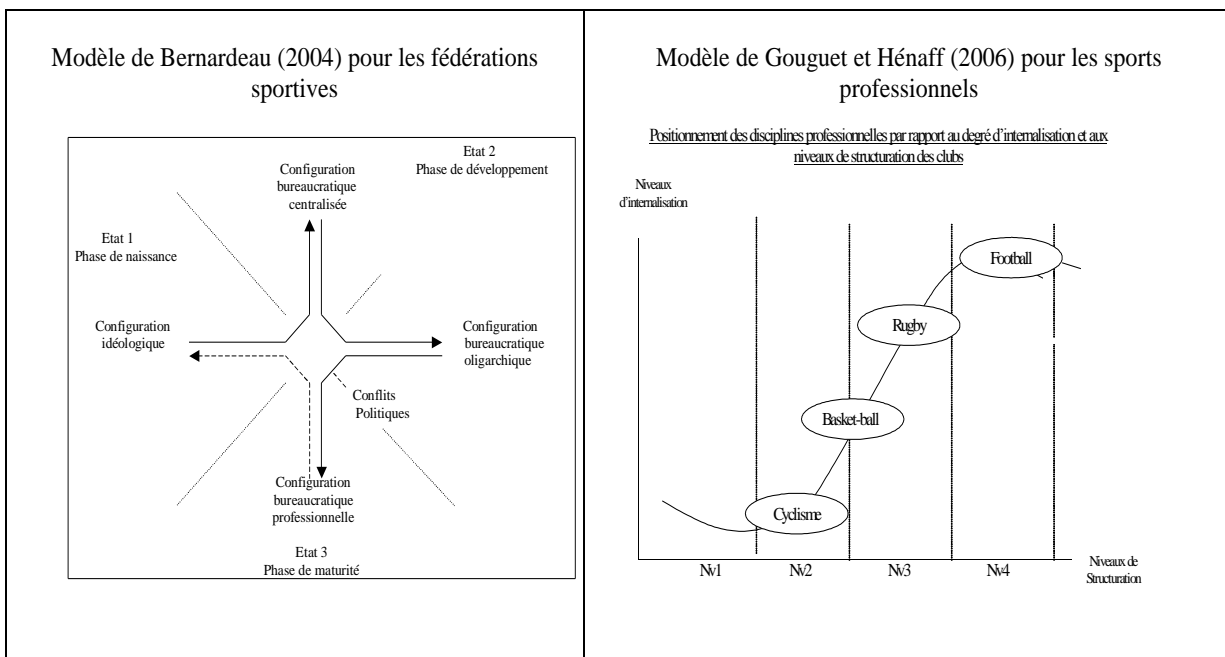 Modèle de Bernardeau (2004) pour les fédérations
sportives
Etat 2
Phase de développement
Configuration
bureaucratique
centralisée
Etat 1
Phase de naissance
Configuration
idéologique
Configuration
bureaucratique
oligarchique
Conflits
Politiques
Configuration
bureaucratique
professionnelle
Etat 3
Phase de maturité
Modèle de Gouguet et Hénaff (2006) pour les sports
professionnels
Positionnement des disciplines professionnelles par rapport au degré d'internalisation et aux
niveaux de structuration des clubs
Niveaux
d'internalisation
Football
Rugby
Basket-ball
Cyclisme
Nv1
Nv2
Nv3
Nv4
Niveaux de
Structuration